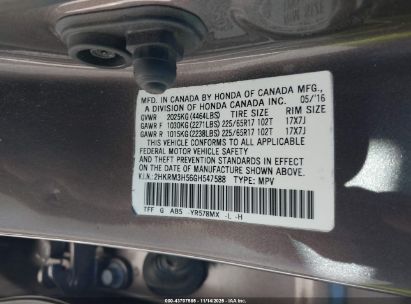 MFD. IN CANADA BY HONDA OF CANADA MFG.,
A DIVISION OF HONDA CANADA INC. 05/'16
GVWR 2025KG (4464LBS) TIRE SIZE RIM SIZE
GAWR F 1030KG (2271LBS) 225/65R17 102T 17X7J
GAWR R 1015KG (2238LBS) 225/65R17 102T 17X7J
THIS VEHICLE CONFORMS TO ALL APPLICABLE
FEDERAL MOTOR VEHICLE SAFETY
AND THEFT PREVENTION STANDARDS IN EFFECT
ON THE DATE OF MANUFACTURE SHOWN ABOVE.
V.I.N.: 2HKRM3H56GH547588 TYPE: MPV
TFF G ABS YR578MX -L -H